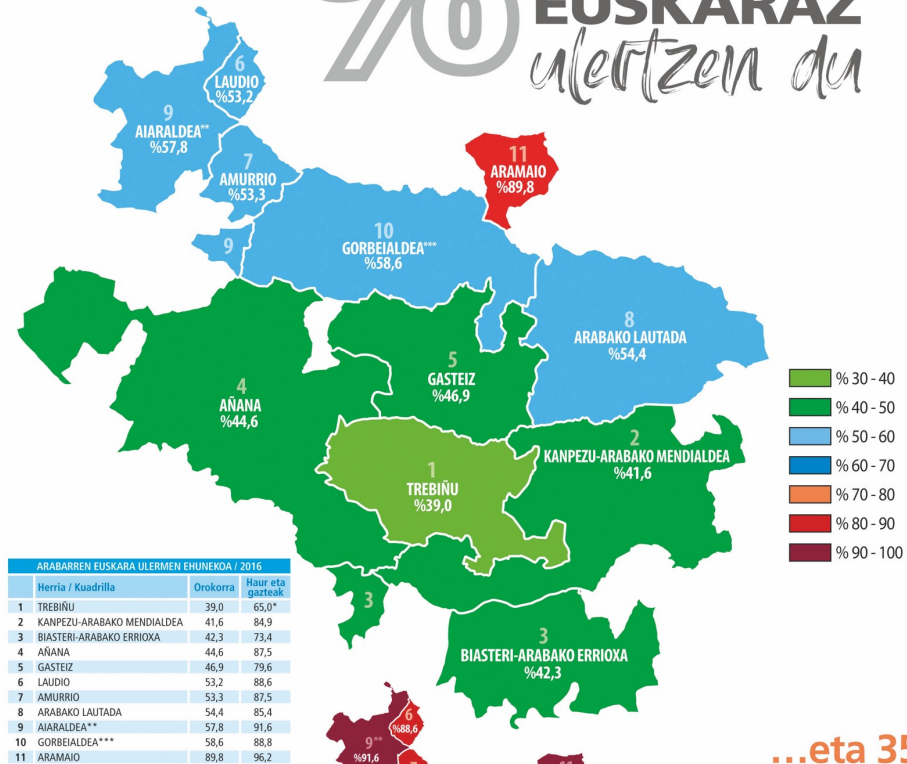 %
EUSKARAZ
ulertzen du
6
LAUDIO
%53,2
9
AIARALDEA**
%57,8
7
AMURRIO
%53,3
11
ARAMAIO
%89,8
9
10
GORBEIALDEA***
%58,6
8
ARABAKO LAUTADA
%54,4
5
GASTEIZ
%46,9
4
AÑANA
%44,6
2
KANPEZU-ARABAKO MENDIALDEA
%41,6
1
TREBIÑU
%39,0
3
3
BIASTERI-ARABAKO ERRIOXA
%42,3
% 30 - 40
% 40 - 50
% 50 - 60
% 60 - 70
% 70 - 80
% 80 - 90
% 90 - 100
ARABARREN EUSKARA ULERMEN EHUNEKOA / 2016
Herria / Kuadrilla Orokorra Haur eta gazteak
1 TREBIÑU 39,0 65,0*
2 KANPEZU-ARABAKO MENDIALDEA 41,6 84,9
3 BIASTERI-ARABAKO ERRIOXA 42,3 73,4
4 AÑANA 44,6 87,5
5 GASTEIZ 46,9 79,6
6 LAUDIO 53,2 88,6
7 AMURRIO 53,3 87,5
8 ARABAKO LAUTADA 54,4 85,4
9 AIARALDEA** 57,8 91,6
10 GORBEIALDEA*** 58,6 88,8
11 ARAMAIO 89,8 96,2
6
%88,6
9**
%91,6
11
...eta 35